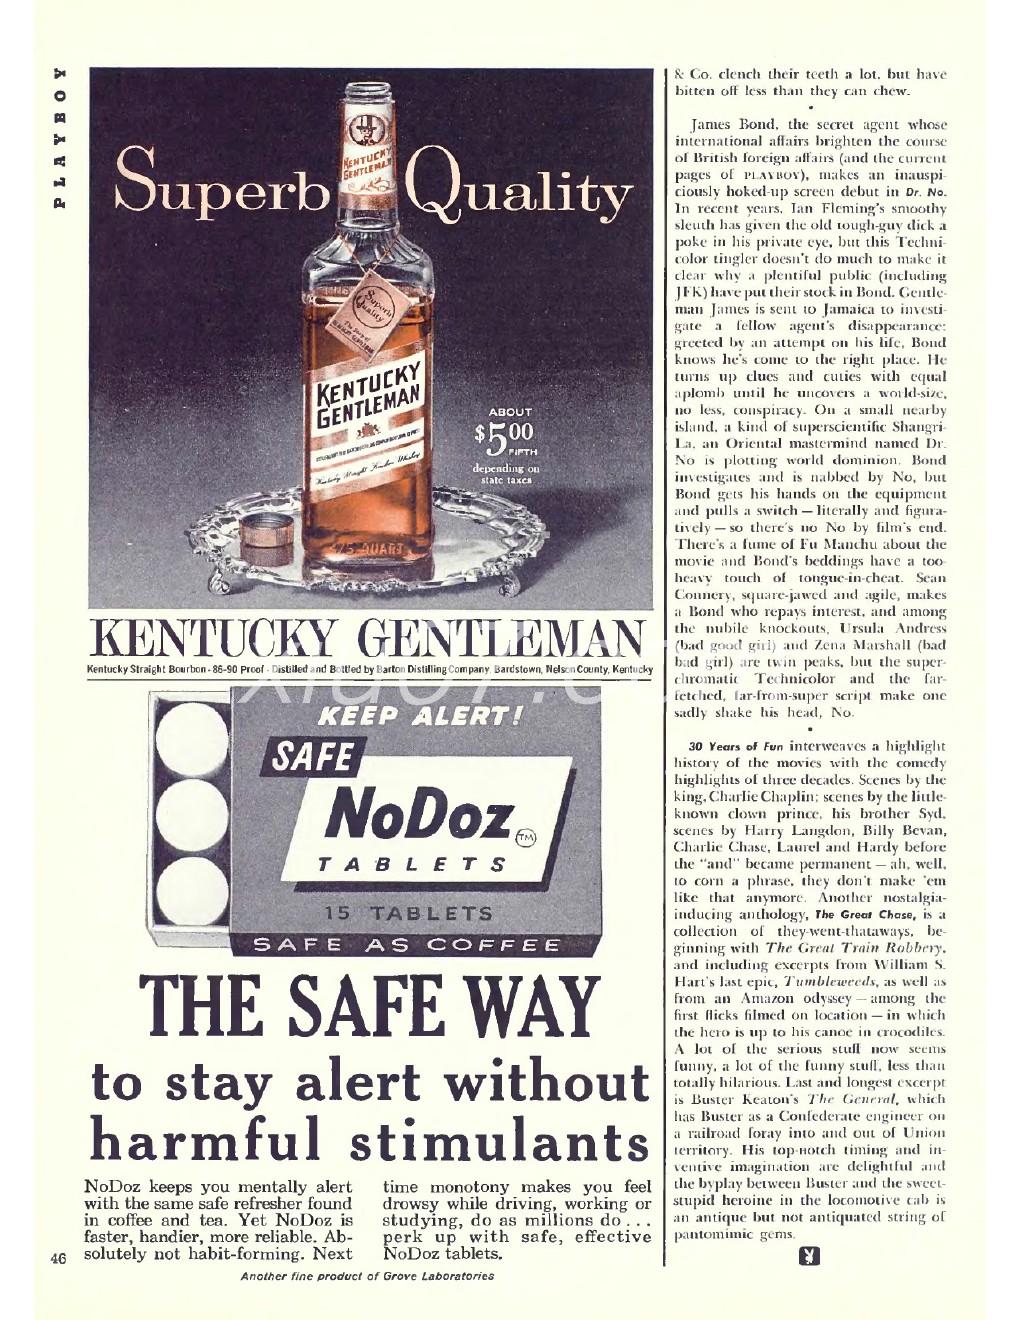 PLAYBOY
Superb Quality
KENTUCKY
GENTLEMAN
Superb
Quality
KENTUCKY
GENTLEMAN
Kentucky Straight Bourbon Whisky
4/5 QUART
ABOUT
$5.00
FIFTH
depending on
state taxes
KENTUCKY GENTLEMAN
Kentucky Straight Bourbon - 86-90 Proof - Distilled and Bottled by Barton Distilling Company, Bardstown, Nelson County, Kentucky
KEEP ALERT!
SAFE
NoDoz TM
TABLETS
15 TABLETS
SAFE AS COFFEE
THE SAFE WAY
to stay alert without
harmful stimulants
NoDoz keeps you mentally alert
with the same safe refresher found
in coffee and tea. Yet NoDoz is
faster, handier, more reliable. Ab-
solutely not habit-forming. Next
time monotony makes you feel
drowsy while driving, working or
studying, do as millions do . . .
perk up with safe, effective
NoDoz tablets.
Another fine product of Grove Laboratories
46
& Co. clench their teeth a lot, but have
bitten off less than they can chew.
•
James Bond, the secret agent whose
international affairs brighten the course
of British foreign affairs (and the current
pages of PLAYBOY), makes an inauspi-
ciously hoked-up screen debut in Dr. No.
In recent years, Ian Fleming's smoothy
sleuth has given the old tough-guy dick a
poke in his private eye, but this Techni-
color tingler doesn't do much to make it
clear why a plentiful public (including
JFK) have put their stock in Bond. Gentle-
man James is sent to Jamaica to investi-
gate a fellow agent's disappearance;
greeted by an attempt on his life, Bond
knows he's come to the right place. He
turns up clues and cuties with equal
aplomb until he uncovers a world-size,
no less, conspiracy. On a small nearby
island, a kind of superscientific Shangri-
La, an Oriental mastermind named Dr.
No is plotting world dominion. Bond
investigates and is nabbed by No, but
Bond gets his hands on the equipment
and pulls a switch — literally and figura-
tively — so there's no No by film's end.
There's a fume of Fu Manchu about the
movie and Bond's beddings have a too-
heavy touch of tongue-in-cheat. Sean
Connery, square-jawed and agile, makes
a Bond who repays interest, and among
the nubile knockouts, Ursula Andress
(bad good girl) and Zena Marshall (bad
bad girl) are twin peaks, but the super-
chromatic Technicolor and the far-
fetched, far-from-super script make one
sadly shake his head, No.
•
30 Years of Fun interweaves a highlight
history of the movies with the comedy
highlights of three decades. Scenes by the
king, Charlie Chaplin; scenes by the little-
known clown prince, his brother Syd,
scenes by Harry Langdon, Billy Bevan,
Charlie Chase, Laurel and Hardy before
the "and" became permanent — ah, well,
to corn a phrase, they don't make 'em
like that anymore. Another nostalgia-
inducing anthology, The Great Chase, is a
collection of they-went-thataways, be-
ginning with The Great Train Robbery,
and including excerpts from William S.
Hart's last epic, Tumbleweeds, as well as
from an Amazon odyssey — among the
first flicks filmed on location — in which
the hero is up to his canoe in crocodiles.
A lot of the serious stuff now seems
funny, a lot of the funny stuff, less than
totally hilarious. Last and longest excerpt
is Buster Keaton's The General, which
has Buster as a Confederate engineer on
a railroad foray into and out of Union
territory. His top-notch timing and in-
ventive imagination are delightful and
the byplay between Buster and the sweet-
stupid heroine in the locomotive cab is
an antique but not antiquated string of
pantomimic gems.